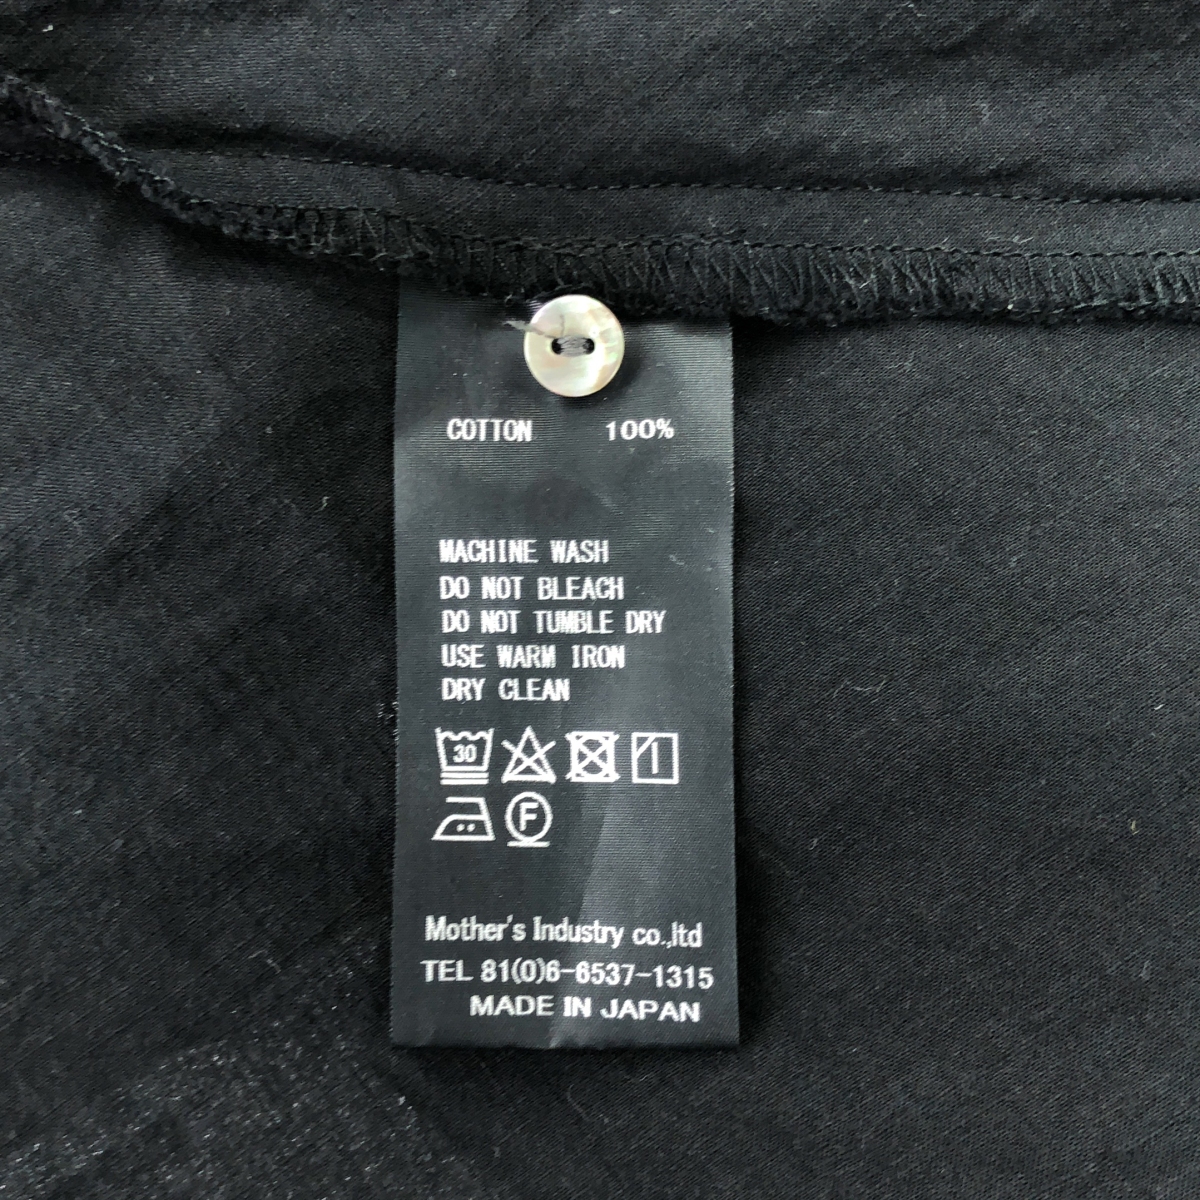 COTTON 100%
MACHINE WASH
DO NOT BLEACH
DO NOT TUMBLE DRY
USE WARM IRON
DRY CLEAN
30
F
Mother's Industry co.,ltd
TEL 81(0)6-6537-1315
MADE IN JAPAN